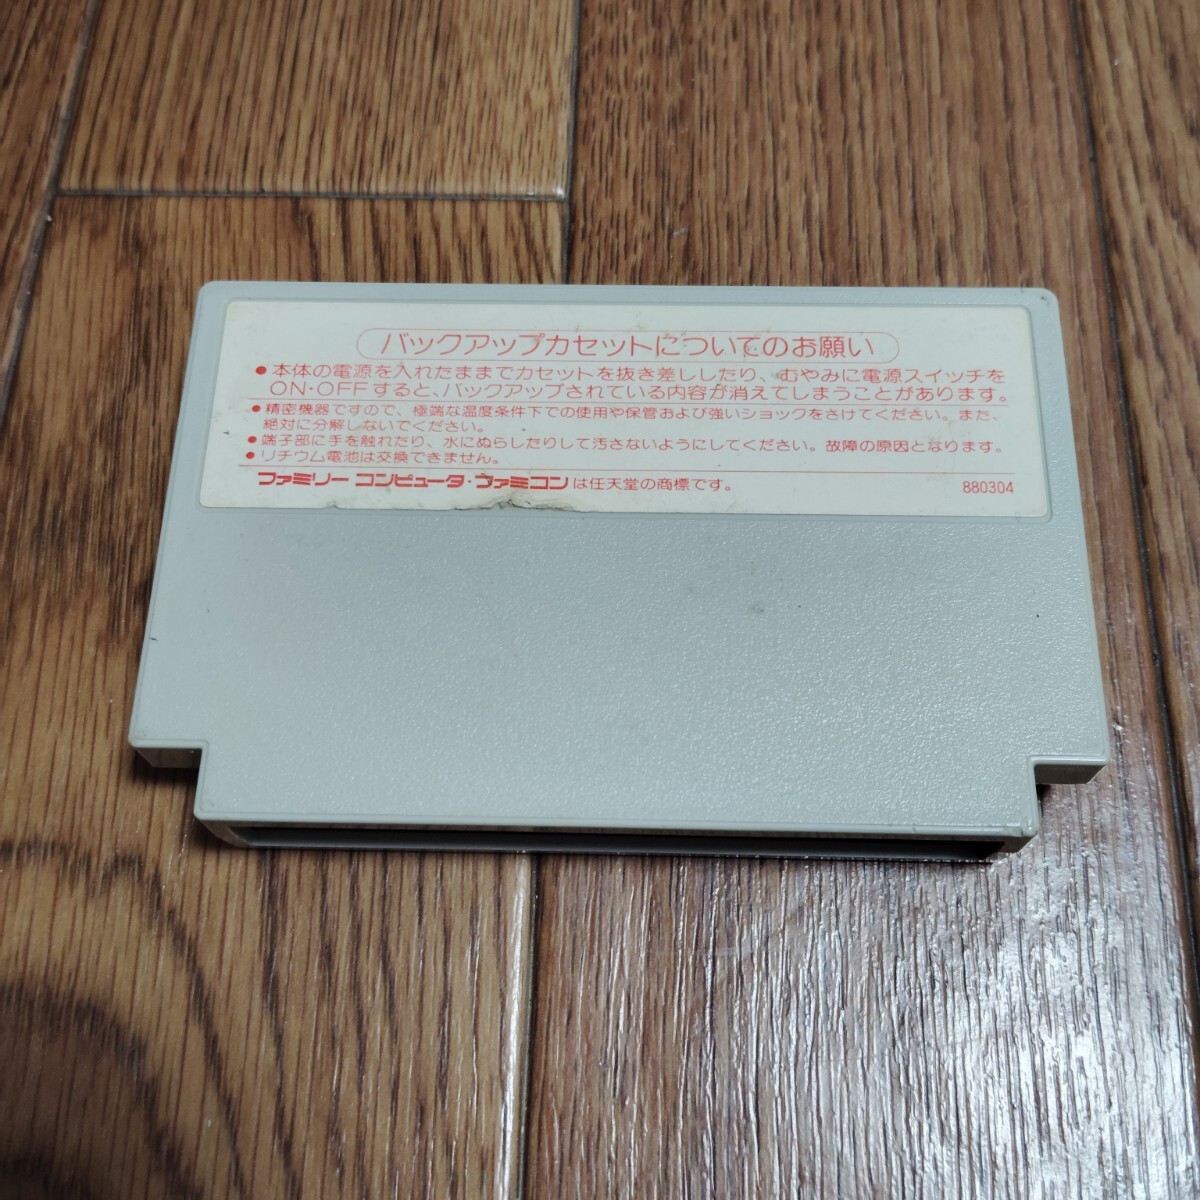 バックアップカセットについてのお願い
●本体の電源を入れたままでカセットを抜き差ししたり、むやみに電源スイッチを
ON・OFFすると、バックアップされている内容が消えてしまうことがあります。
●精密機器ですので、極端な温度条件下での使用や保管および強いショックをさけてください。また、
絶対に分解しないでください。
●端子部に手を触れたり、水にぬらしたりして汚さないようにしてください。故障の原因となります。
●リチウム電池は交換できません。
ファミリーコンピュータ・ファミコンは任天堂の商標です。
880304